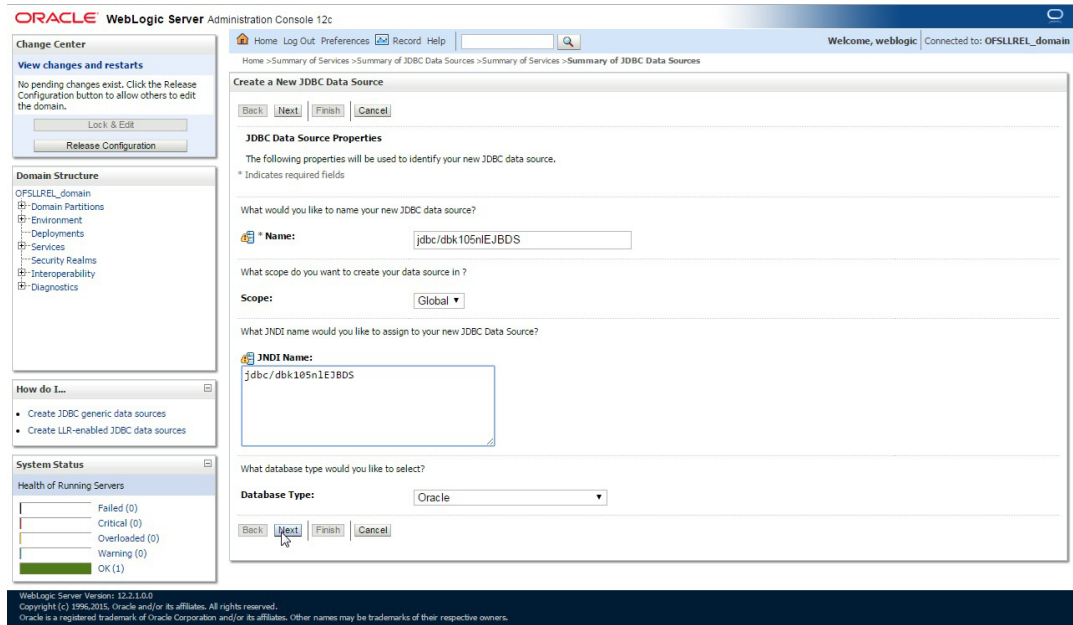 ORACLE WebLogic Server Administration Console 12c
Change Center
View changes and restarts
No pending changes exist. Click the Release
Configuration button to allow others to edit
the domain.
Lock & Edit
Release Configuration
Domain Structure
OFSLLREL_domain
Domain Partitions
Environment
Deployments
Services
Security Realms
Interoperability
Diagnostics
How do I...
Create JDBC generic data sources
Create LLR-enabled JDBC data sources
System Status
Health of Running Servers
Failed (0)
Critical (0)
Overloaded (0)
Warning (0)
OK (1)
Home Log Out Preferences Record Help
Welcome, weblogic Connected to: OFSLLREL_domain
Home >Summary of Services >Summary of JDBC Data Sources >Summary of Services >Summary of JDBC Data Sources
Create a New JDBC Data Source
Back Next Finish Cancel
JDBC Data Source Properties
The following properties will be used to identify your new JDBC data source.
* Indicates required fields
What would you like to name your new JDBC data source?
* Name: jdbc/dbk105nlEJBDS
What scope do you want to create your data source in ?
Scope: Global
What JNDI name would you like to assign to your new JDBC Data Source?
JNDI Name:
jdbc/dbk105nlEJBDS
What database type would you like to select?
Database Type: Oracle
Back Next Finish Cancel
WebLogic Server Version: 12.2.1.0.0
Copyright (c) 1996,2015, Oracle and/or its affiliates. All rights reserved.
Oracle is a registered trademark of Oracle Corporation and/or its affiliates. Other names may be trademarks of their respective owners.